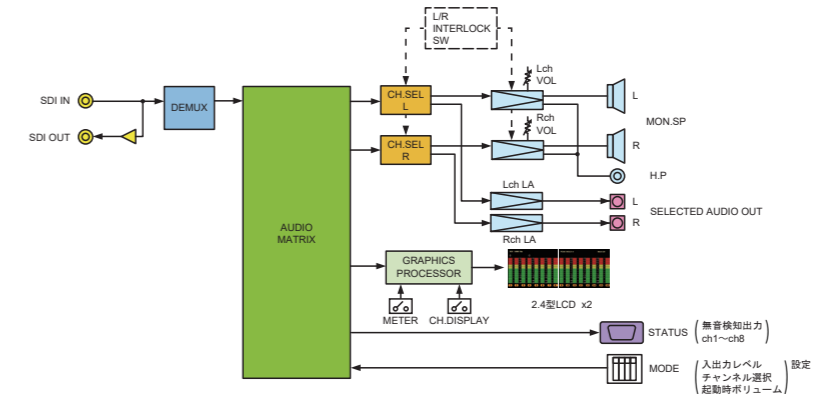 L/R
INTERLOCK
SW
Lch
VOL
SDI IN
DEMUX
CH.SEL
L
L
MON.SP
SDI OUT
Rch
VOL
CH.SEL
R
R
H.P
Lch LA
L
SELECTED AUDIO OUT
R
Rch LA
AUDIO
MATRIX
GRAPHICS
PROCESSOR
2.4型LCD x2
METER
CH.DISPLAY
STATUS
無音検知出力
ch1〜ch8
MODE
入出力レベル
チャンネル選択
起動時ボリューム
設定